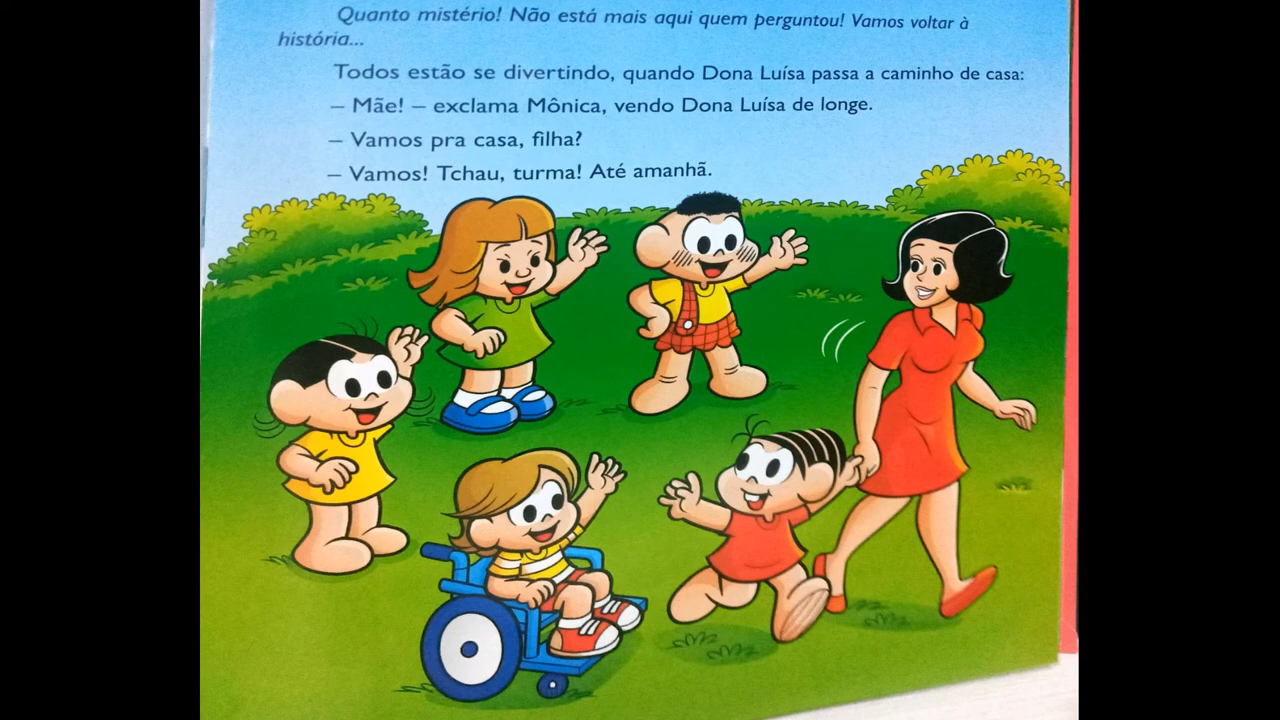 Quanto mistério! Não está mais aqui quem perguntou! Vamos voltar à
história...
Todos estão se divertindo, quando Dona Luísa passa a caminho de casa:
– Mãe! – exclama Mônica, vendo Dona Luísa de longe.
– Vamos pra casa, filha?
– Vamos! Tchau, turma! Até amanhã.